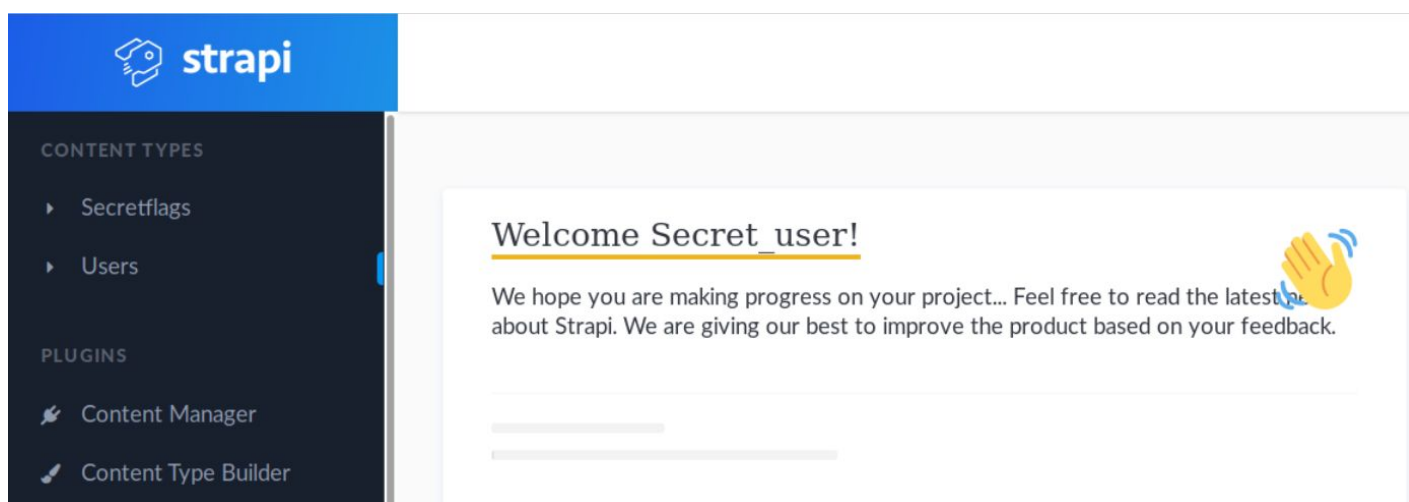 strapi
CONTENT TYPES
Secretflags
Users
PLUGINS
Content Manager
Content Type Builder
Welcome Secret_user!
We hope you are making progress on your project... Feel free to read the latest
about Strapi. We are giving our best to improve the product based on your feedback.